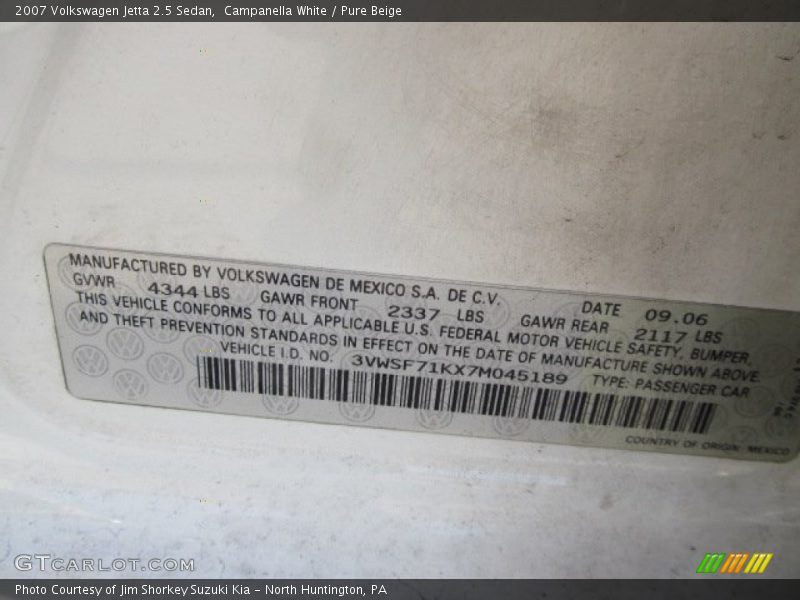 2007 Volkswagen Jetta 2.5 Sedan, Campanella White / Pure Beige
MANUFACTURED BY VOLKSWAGEN DE MEXICO S.A. DE C.V. DATE 09.06
GVWR 4344 LBS GAWR FRONT 2337 LBS GAWR REAR 2117 LBS
THIS VEHICLE CONFORMS TO ALL APPLICABLE U.S. FEDERAL MOTOR VEHICLE SAFETY, BUMPER,
AND THEFT PREVENTION STANDARDS IN EFFECT ON THE DATE OF MANUFACTURE SHOWN ABOVE.
VEHICLE I.D. NO: 3VWSF71KX7M045189 TYPE: PASSENGER CAR
COUNTRY OF ORIGIN: MEXICO
GTCARLOT.COM
Photo Courtesy of Jim Shorkey Suzuki Kia - North Huntington, PA